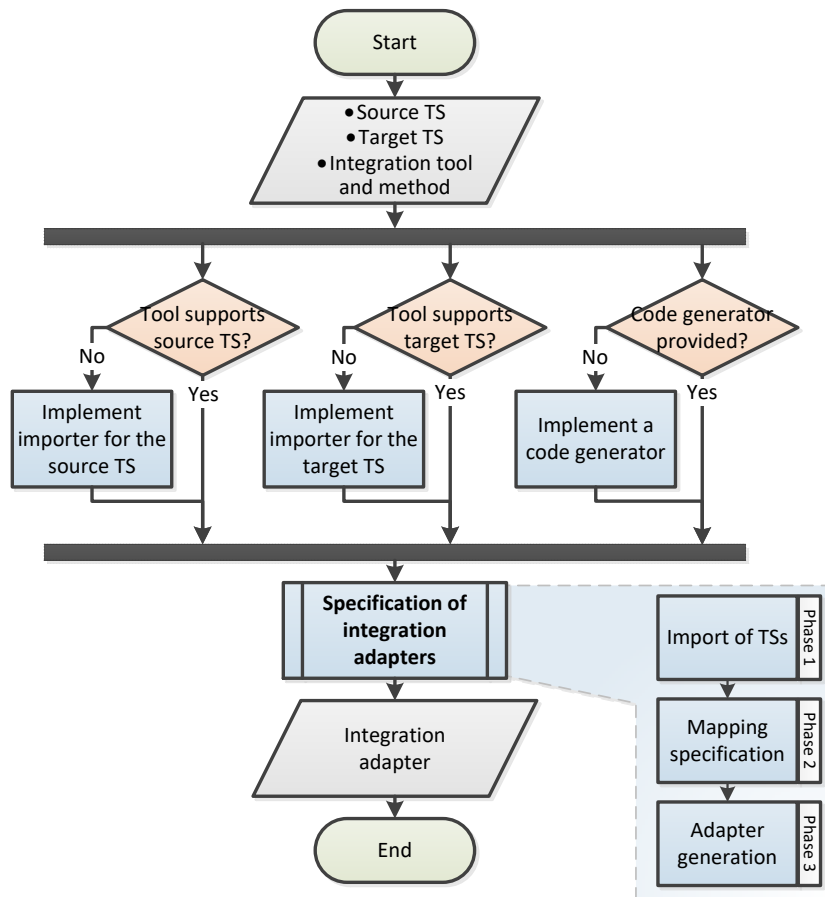 Start
•Source TS
•Target TS
•Integration tool
and method
Tool supports
source TS?
Tool supports
target TS?
Code generator
provided?
No
Yes
No
Yes
No
Yes
Implement
importer for the
source TS
Implement
importer for the
target TS
Implement a
code generator
Specification of
integration
adapters
Integration
adapter
End
Import of TSs
Phase 1
Mapping
specification
Phase 2
Adapter
generation
Phase 3